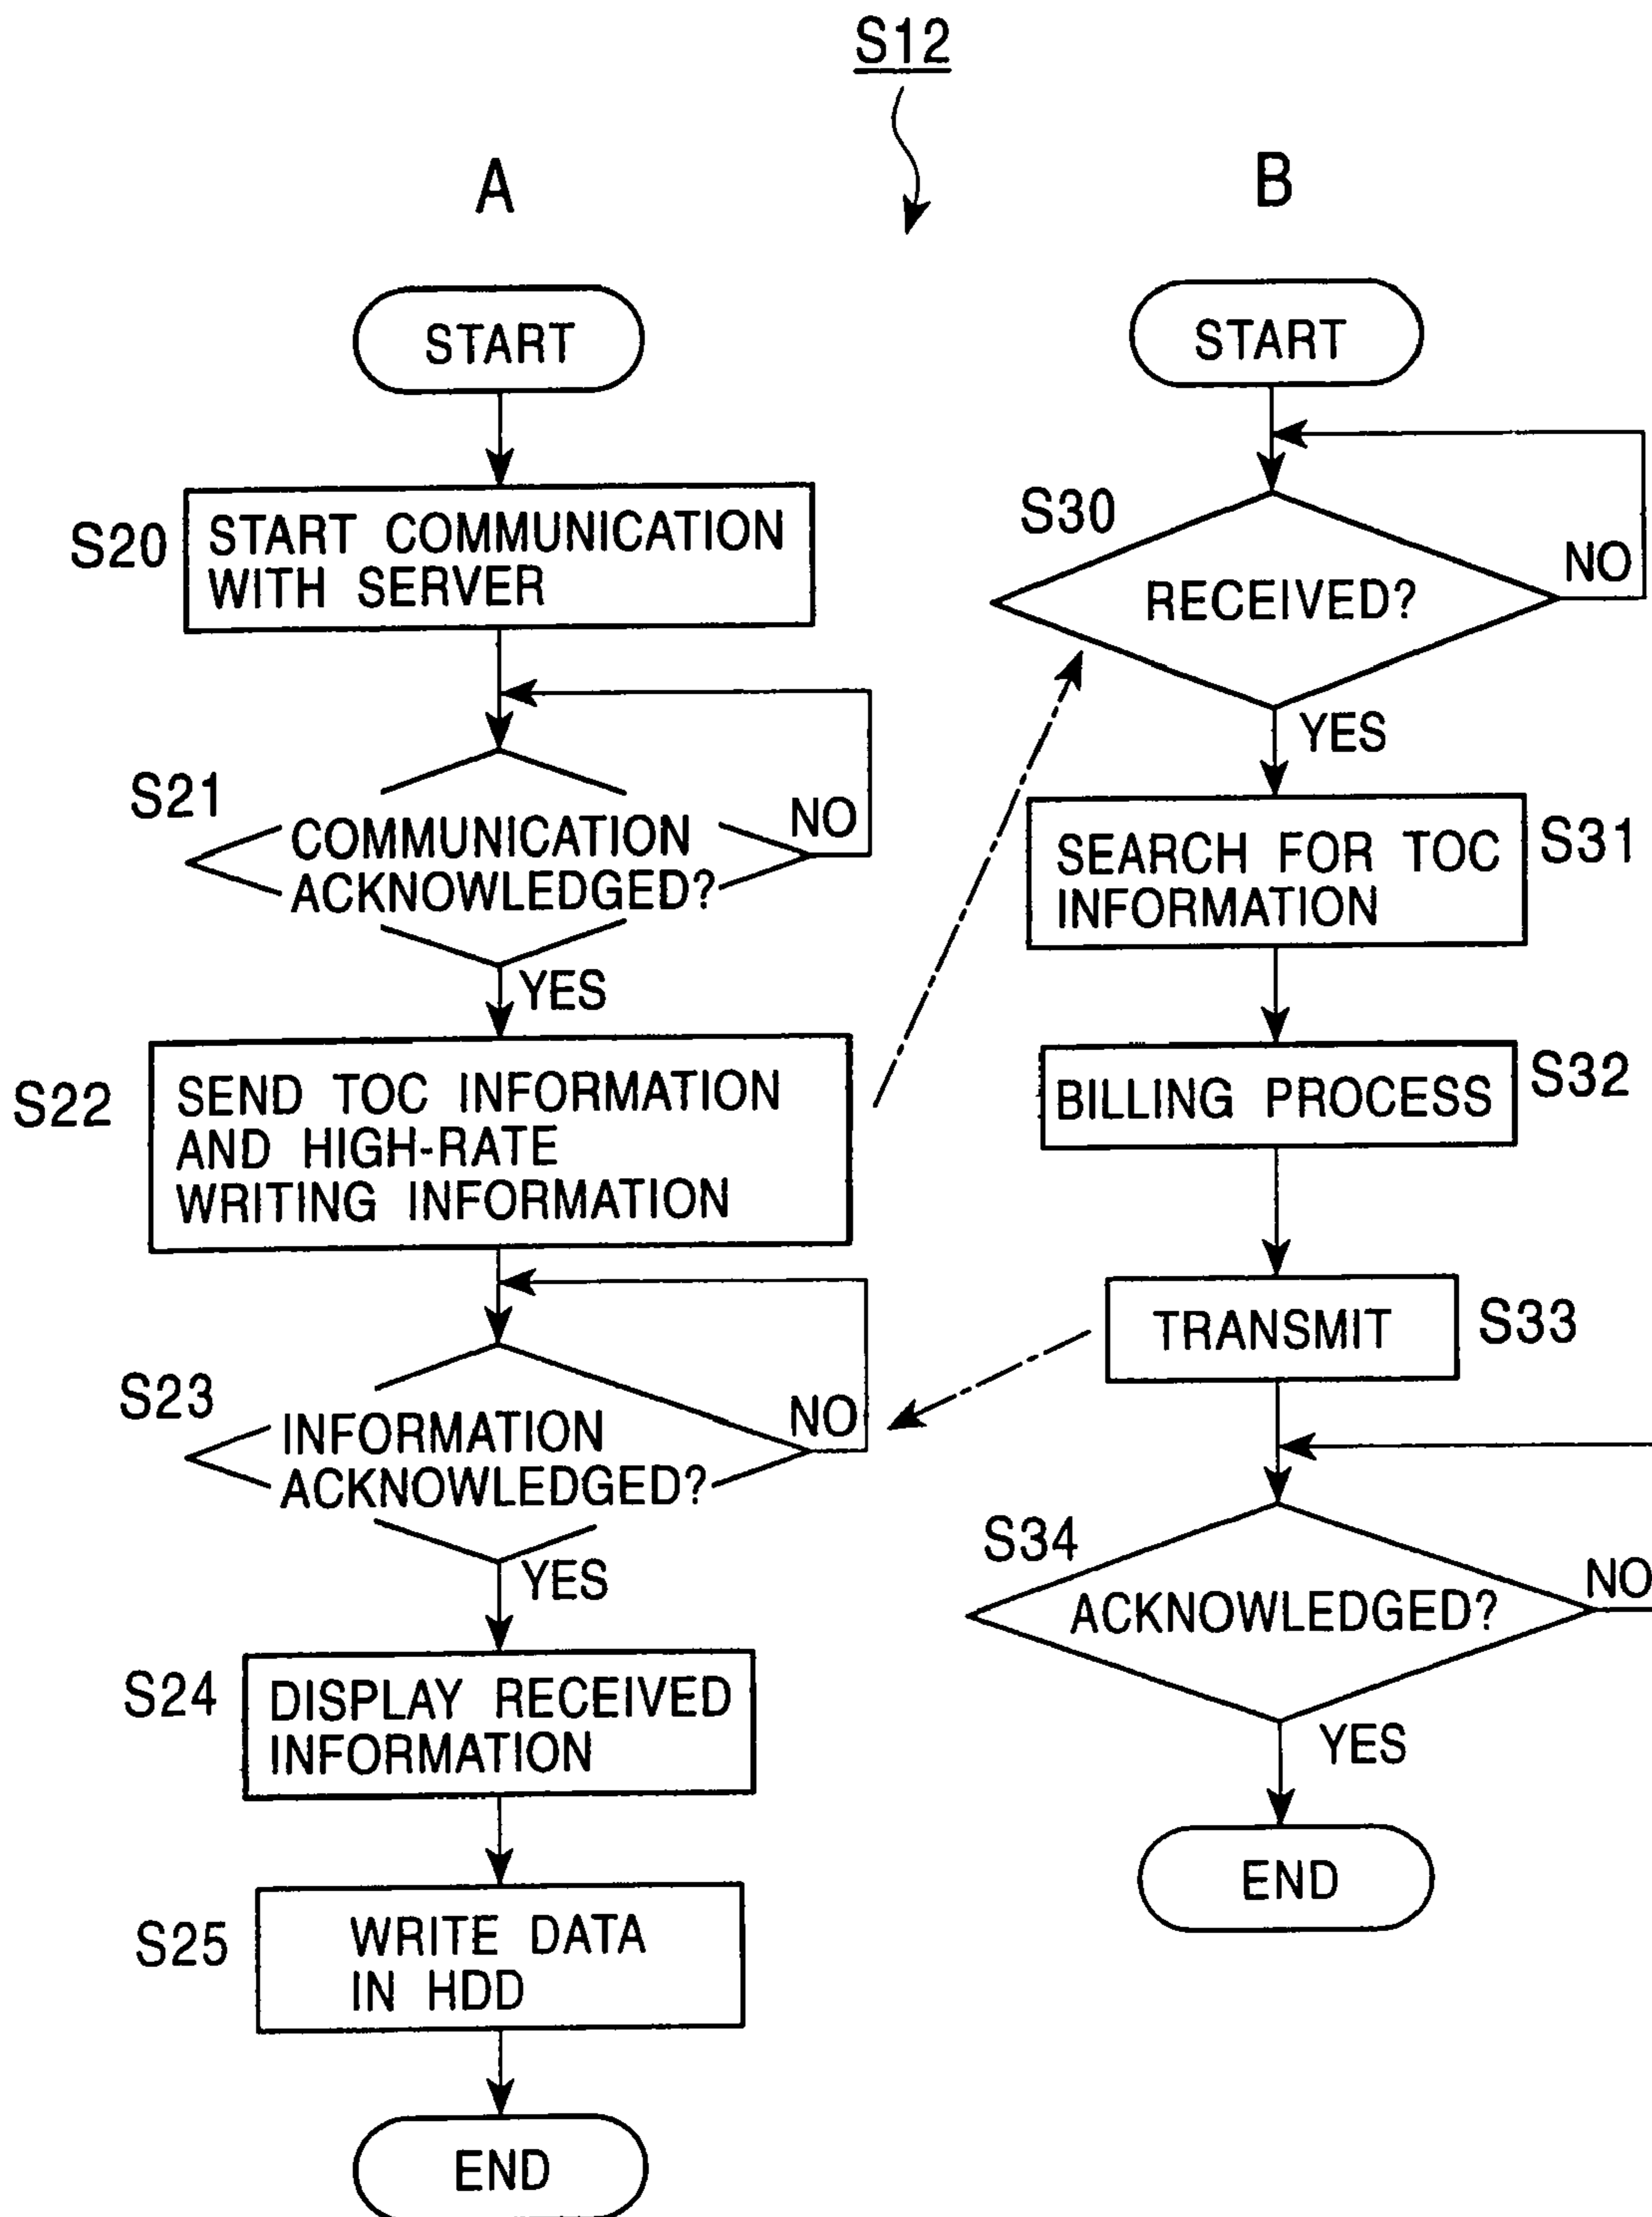 S12
A
START
S20
START COMMUNICATION
WITH SERVER
S21
COMMUNICATION
ACKNOWLEDGED?
NO
YES
S22
SEND TOC INFORMATION
AND HIGH-RATE
WRITING INFORMATION
S23
INFORMATION
ACKNOWLEDGED?
NO
YES
S24
DISPLAY RECEIVED
INFORMATION
S25
WRITE DATA
IN HDD
END
B
START
S30
RECEIVED?
NO
YES
SEARCH FOR TOC
INFORMATION
S31
BILLING PROCESS
S32
TRANSMIT
S33
S34
ACKNOWLEDGED?
NO
YES
END